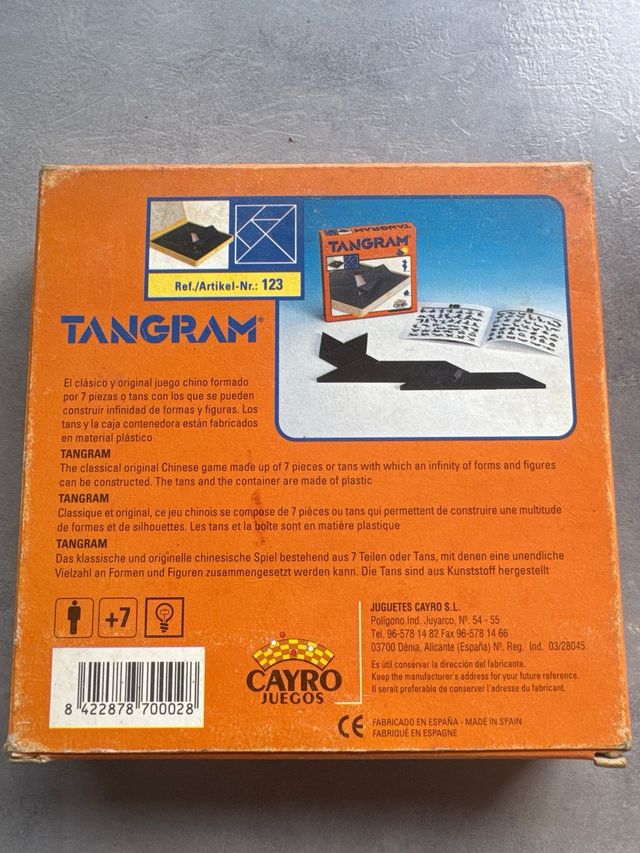 TANGRAM
Ref./Artikel-Nr.: 123
TANGRAM®
El clásico y original juego chino formado
por 7 piezas o tans con los que se pueden
construir infinidad de formas y figuras. Los
tans y la caja contenedora están fabricados
en material plástico
TANGRAM
The classical original Chinese game made up of 7 pieces or tans with which an infinity of forms and figures
can be constructed. The tans and the container are made of plastic
TANGRAM
Classique et original, ce jeu chinois se compose de 7 pièces ou tans qui permettent de construire une multitude
de formes et de silhouettes. Les tans et la boîte sont en matière plastique
TANGRAM
Das klassische und originelle chinesische Spiel bestehend aus 7 Teilen oder Tans, mit denen eine unendliche
Vielzahl an Formen und Figuren zusammengesetzt werden kann. Die Tans sind aus Kunststoff hergestellt
+7
JUGUETES CAYRO S.L.
Polígono Ind. Juyarco, Nº. 54 - 55
Tel. 96-578 14 82 Fax 96-578 14 66
03700 Dénia, Alicante (España) Nº. Reg. Ind. 03/28045
Es útil conservar la dirección del fabricante.
Keep the manufacturer's address for your future reference.
Il serait preferable de conserver l'adresse du fabricant.
CAYRO
JUEGOS
8 422878 700028
CE
FABRICADO EN ESPAÑA - MADE IN SPAIN
FABRIQUÉ EN ESPAGNE